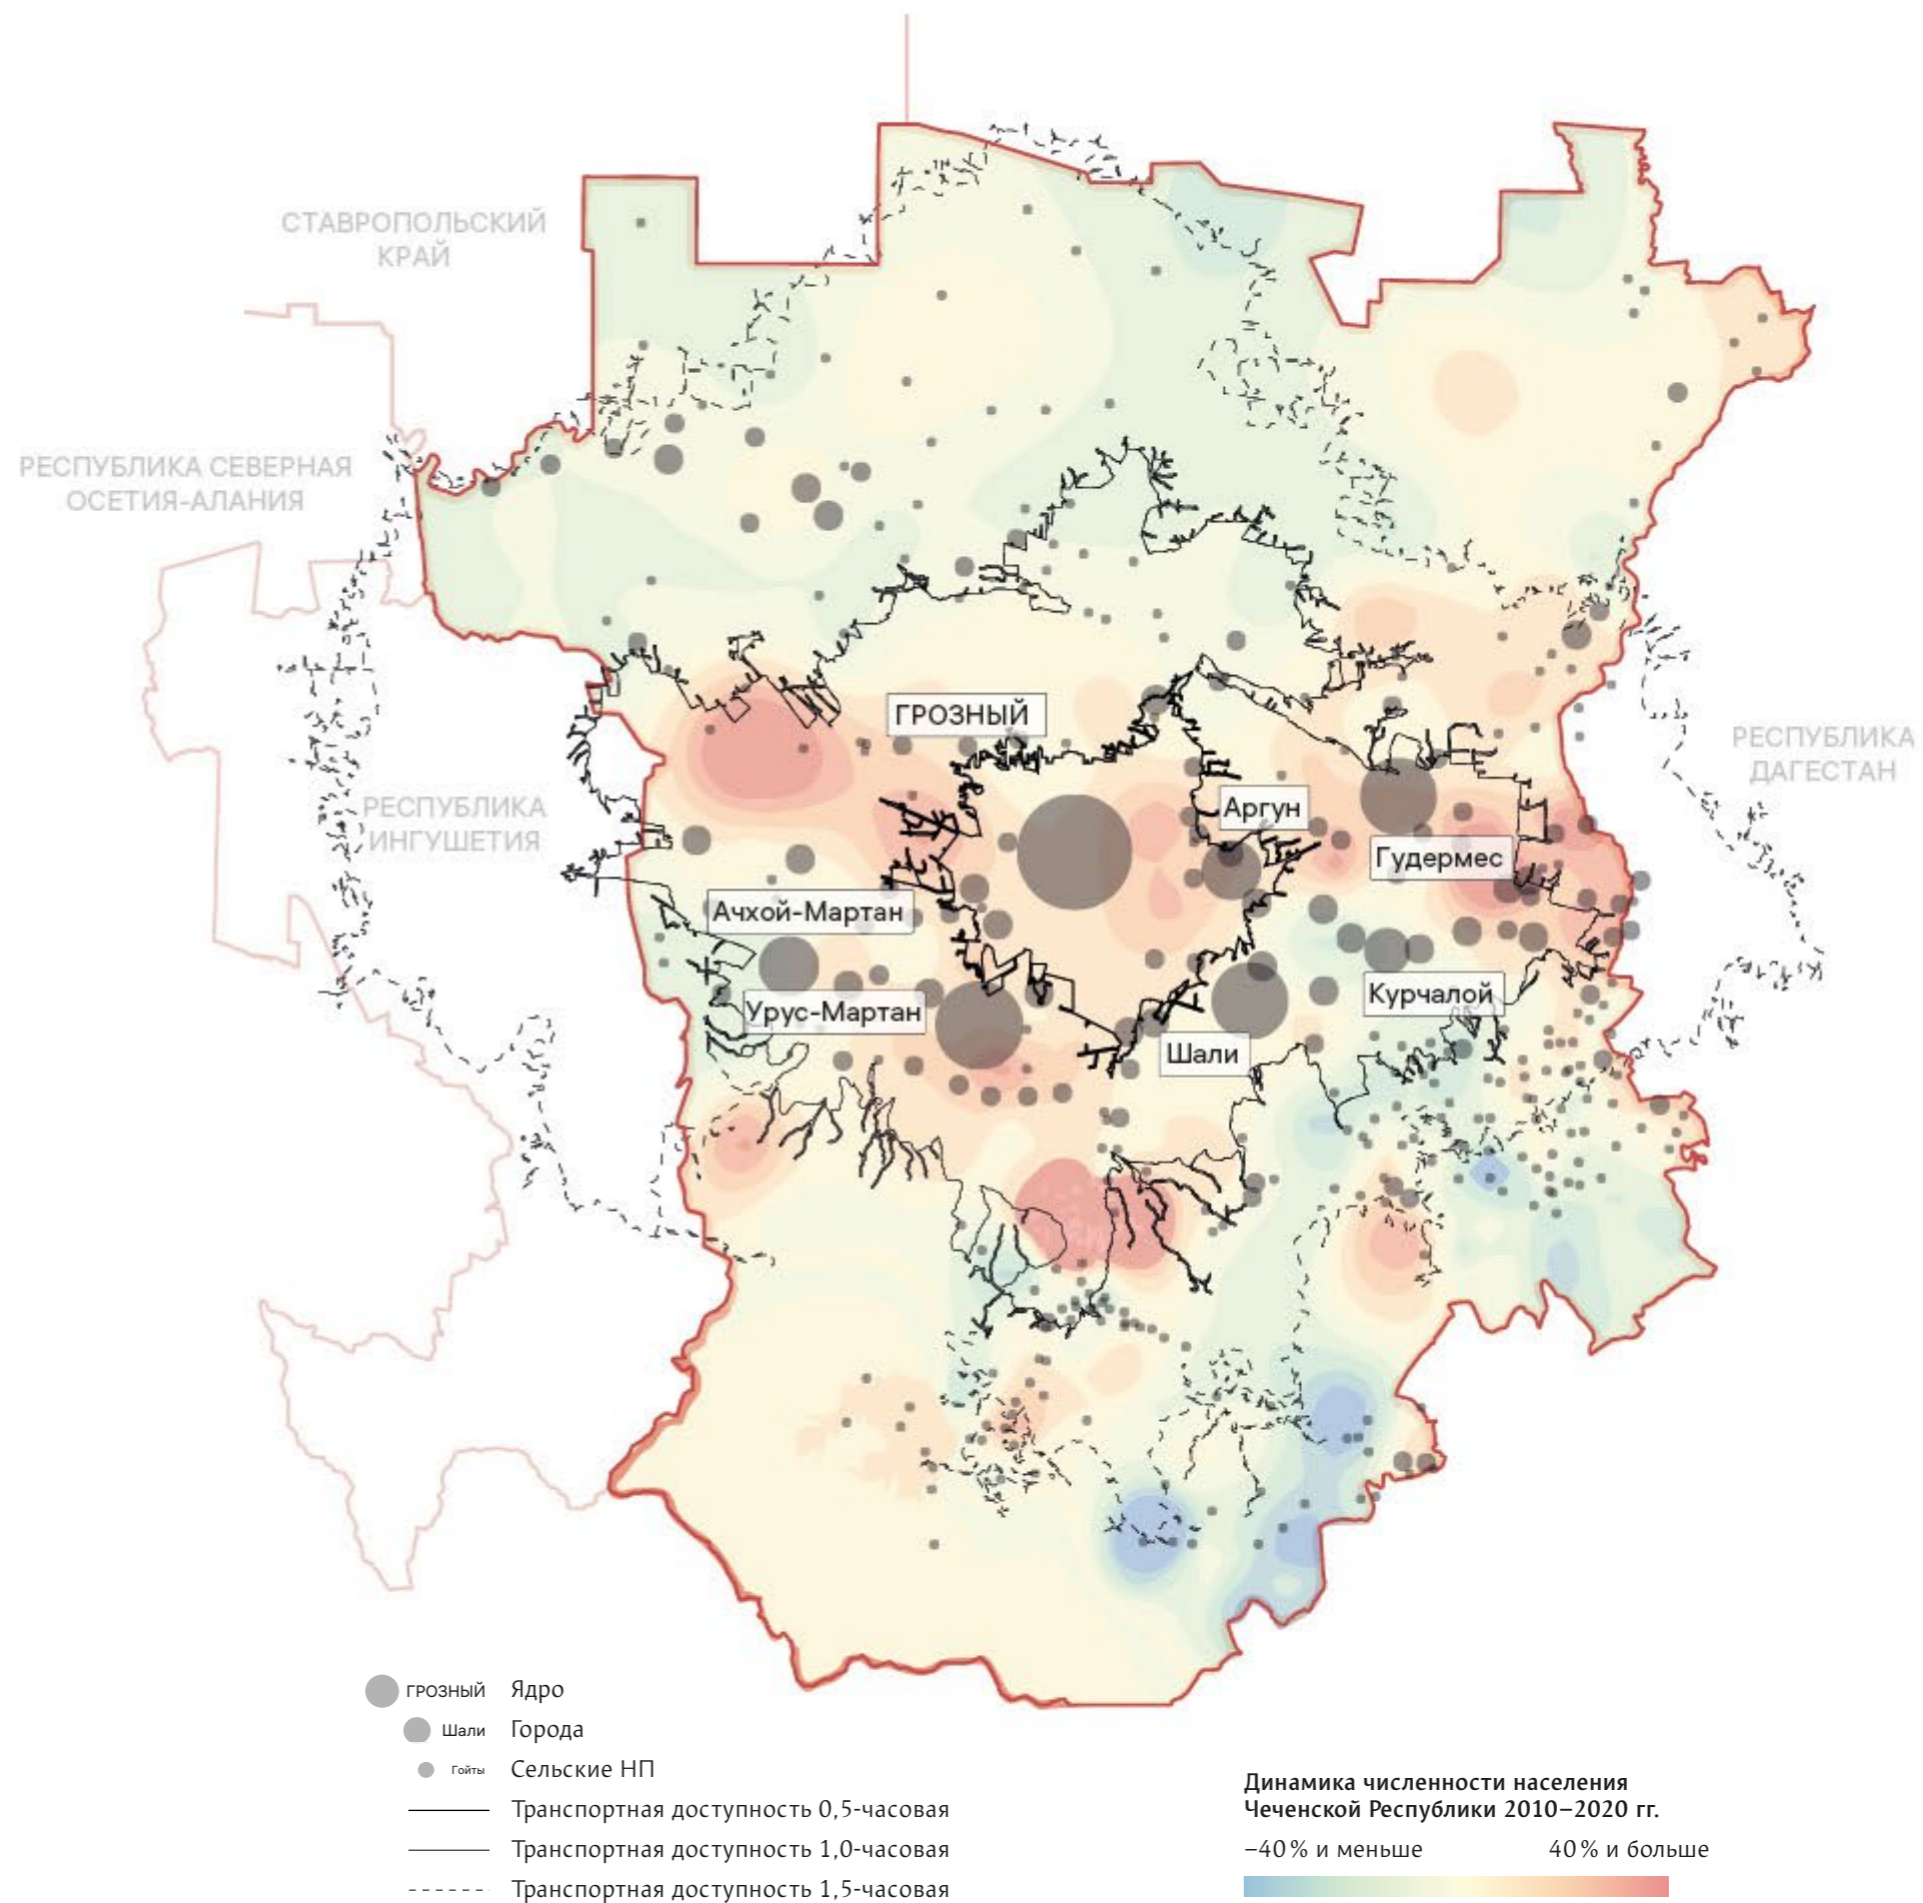 СТАВРОПОЛЬСКИЙ
КРАЙ
РЕСПУБЛИКА СЕВЕРНАЯ
ОСЕТИЯ-АЛАНИЯ
ГРОЗНЫЙ
РЕСПУБЛИКА
ДАГЕСТАН
РЕСПУБЛИКА
ИНГУШЕТИЯ
Аргун
Гудермес
Ачхой-Мартан
Курчалой
Урус-Мартан
Шали
ГРОЗНЫЙ Ядро
Шали Города
Гойты Сельские НП
Транспортная доступность 0,5-часовая
Транспортная доступность 1,0-часовая
Транспортная доступность 1,5-часовая
Динамика численности населения
Чеченской Республики 2010–2020 гг.
–40 % и меньше 40 % и больше